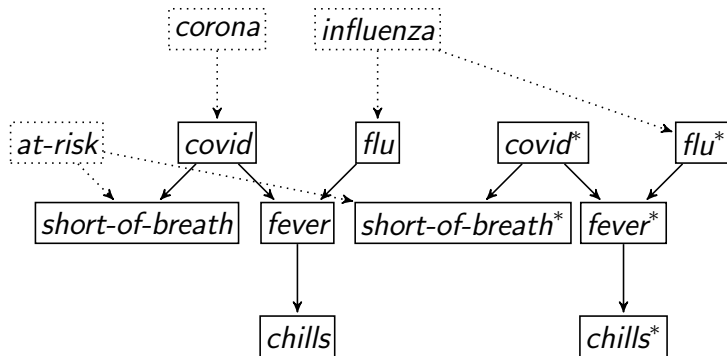 corona influenza
at-risk covid flu covid* flu*
short-of-breath fever short-of-breath* fever*
chills chills*